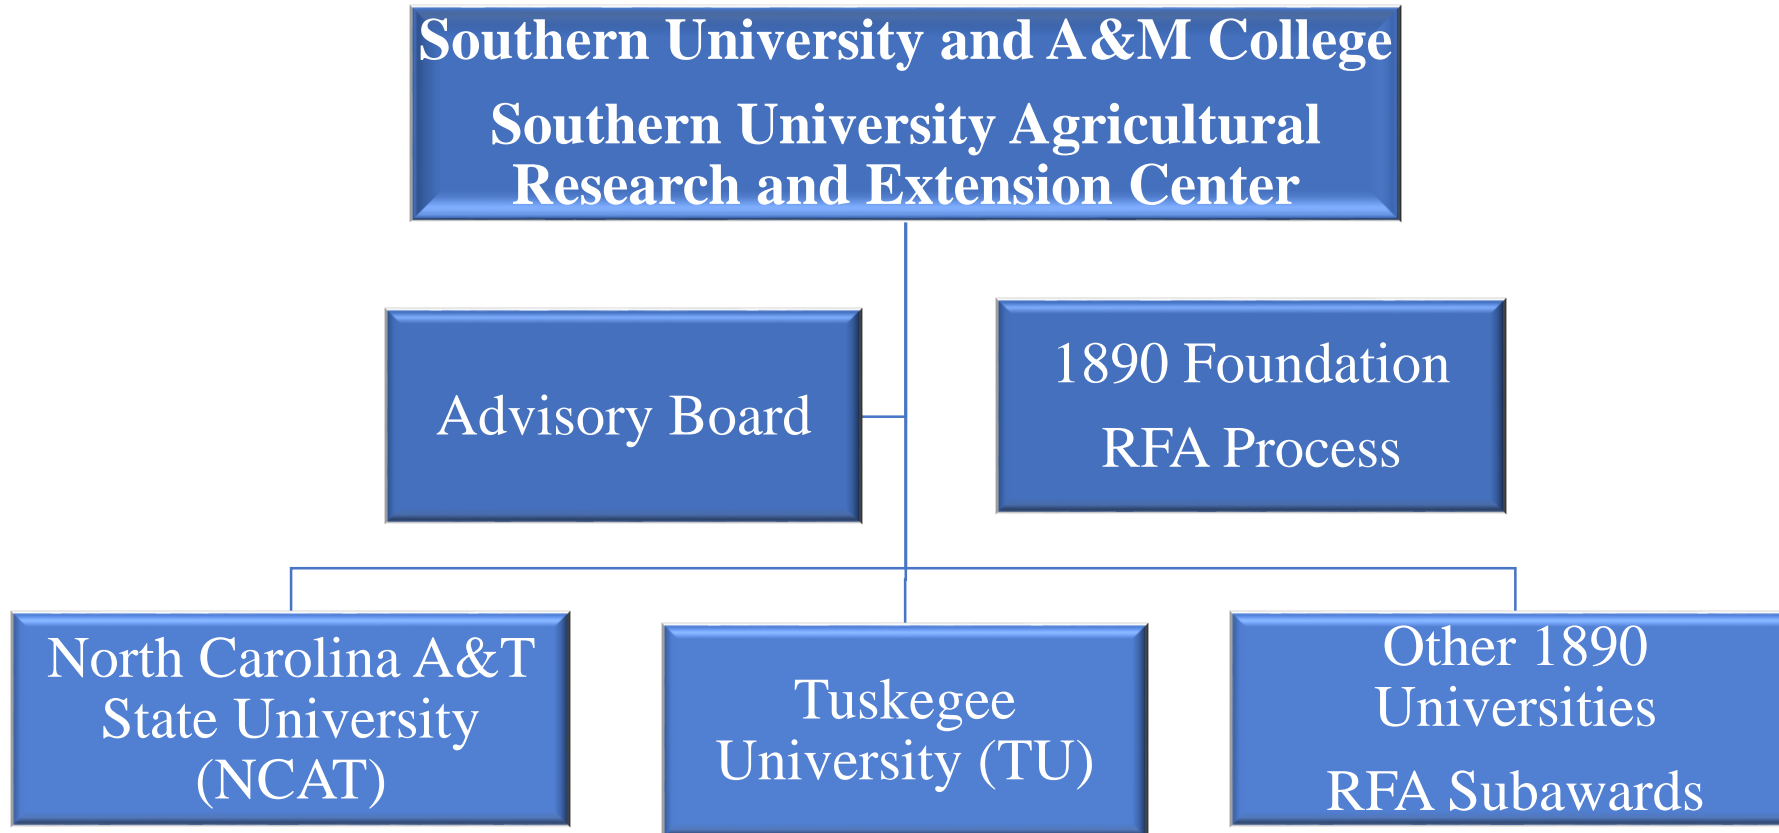 Southern University and A&M College
Southern University Agricultural
Research and Extension Center
Advisory Board
1890 Foundation
RFA Process
North Carolina A&T
State University
(NCAT)
Tuskegee
University (TU)
Other 1890
Universities
RFA Subawards